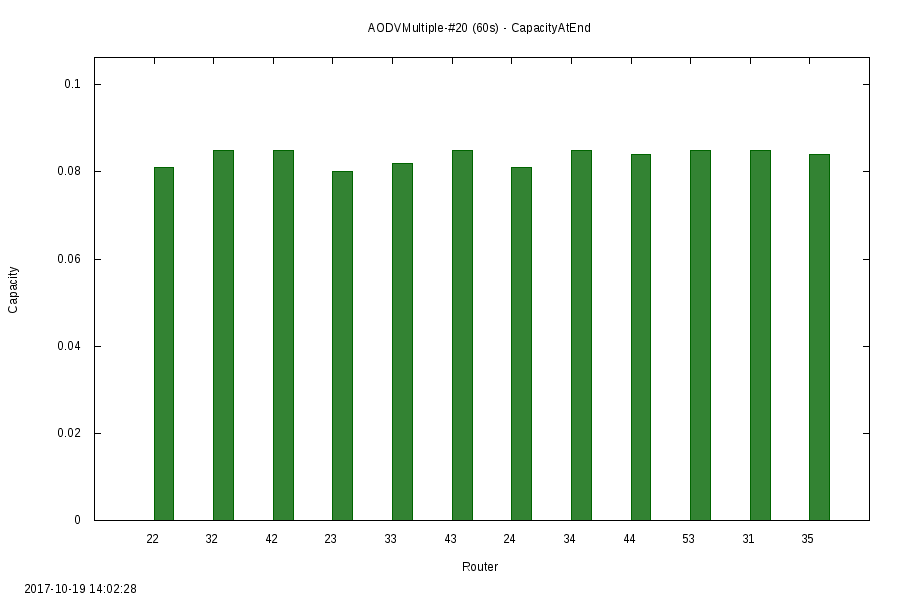 AODVMultiple-#20 (60s) - CapacityAtEnd
0.1
0.08
0.06
0.04
0.02
0
Capacity
22 32 42 23 33 43 24 34 44 53 31 35
Router
2017-10-19 14:02:28